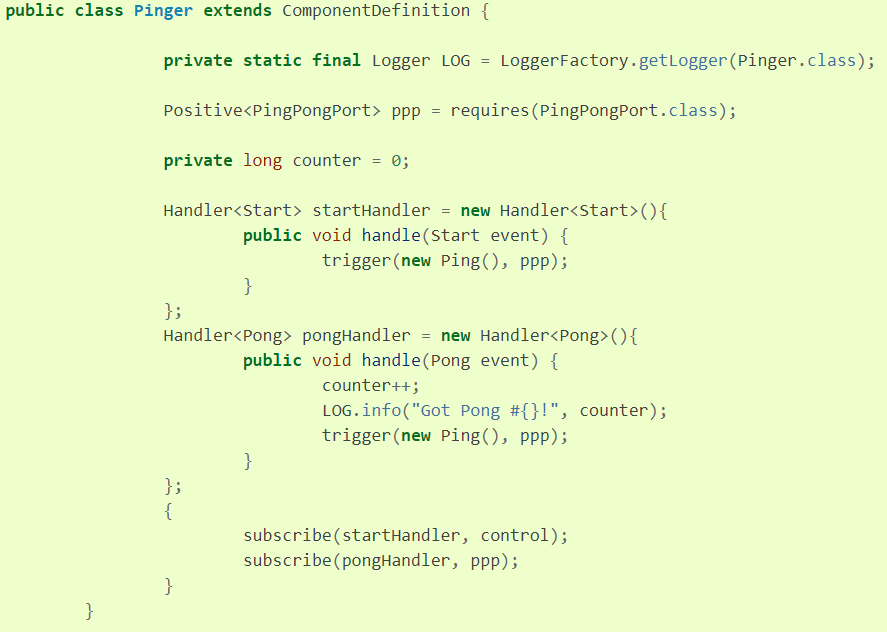 public class Pinger extends ComponentDefinition {
private static final Logger LOG = LoggerFactory.getLogger(Pinger.class);
Positive<PingPongPort> ppp = requires(PingPongPort.class);
private long counter = 0;
Handler<Start> startHandler = new Handler<Start>(){
public void handle(Start event) {
trigger(new Ping(), ppp);
}
};
Handler<Pong> pongHandler = new Handler<Pong>(){
public void handle(Pong event) {
counter++;
LOG.info("Got Pong #{}!", counter);
trigger(new Ping(), ppp);
}
};
{
subscribe(startHandler, control);
subscribe(pongHandler, ppp);
}
}